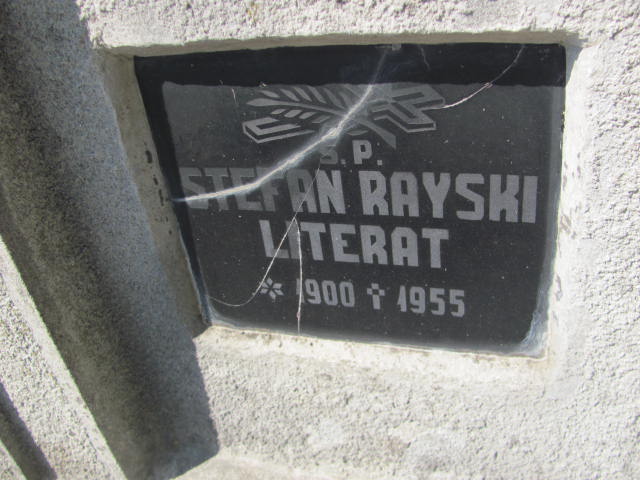 S. P.
STEFAN RAYSKI
LITERAT
* 1900 † 1955